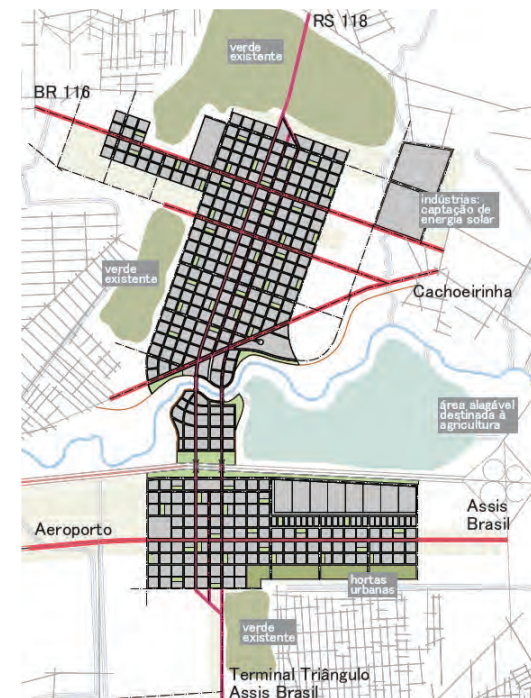 RS 118
verde
existente
BR 116
indústrias:
captação de
energia solar
verde
existente
Cachoeirinha
área alagável
destinada à
agricultura
Assis
Brasil
Aeroporto
hortas
urbanas
verde
existente
Terminal Triângulo
Assis Brasil